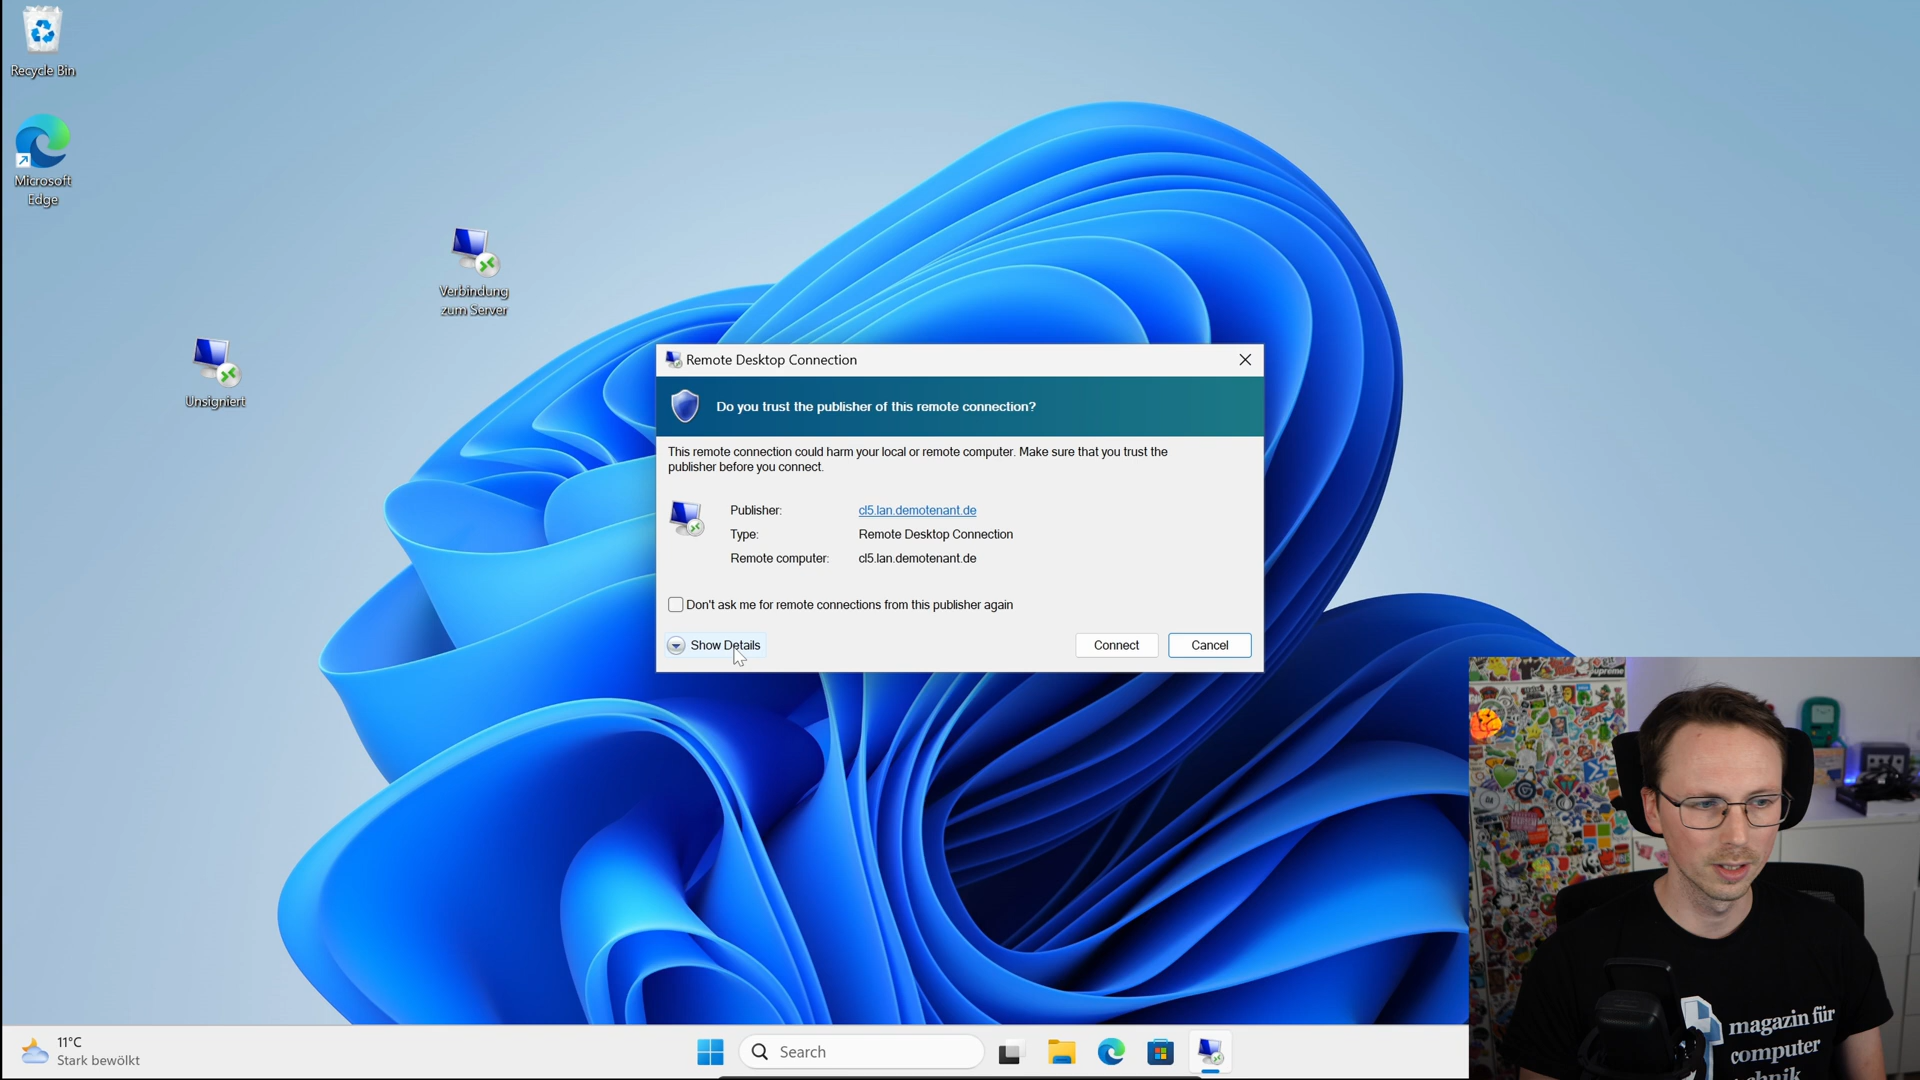 Recycle Bin
Microsoft
Edge
Verbindung
zum Server
Unsigniert
Remote Desktop Connection
Do you trust the publisher of this remote connection?
This remote connection could harm your local or remote computer. Make sure that you trust the
publisher before you connect.
Publisher: cl5.lan.demotenant.de
Type: Remote Desktop Connection
Remote computer: cl5.lan.demotenant.de
Don't ask me for remote connections from this publisher again
Show Details
Connect
Cancel
11°C
Stark bewölkt
Search
supreme
magazin für
computer
technik